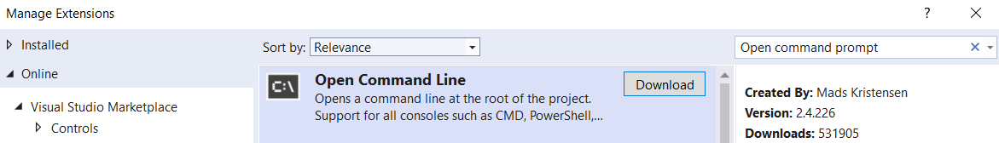 Manage Extensions
?
Installed
Sort by: Relevance
Open command prompt
Online
C:\
Open Command Line
Download
Opens a command line at the root of the project.
Support for all consoles such as CMD, PowerShell,...
Visual Studio Marketplace
Controls
Created By: Mads Kristensen
Version: 2.4.226
Downloads: 531905